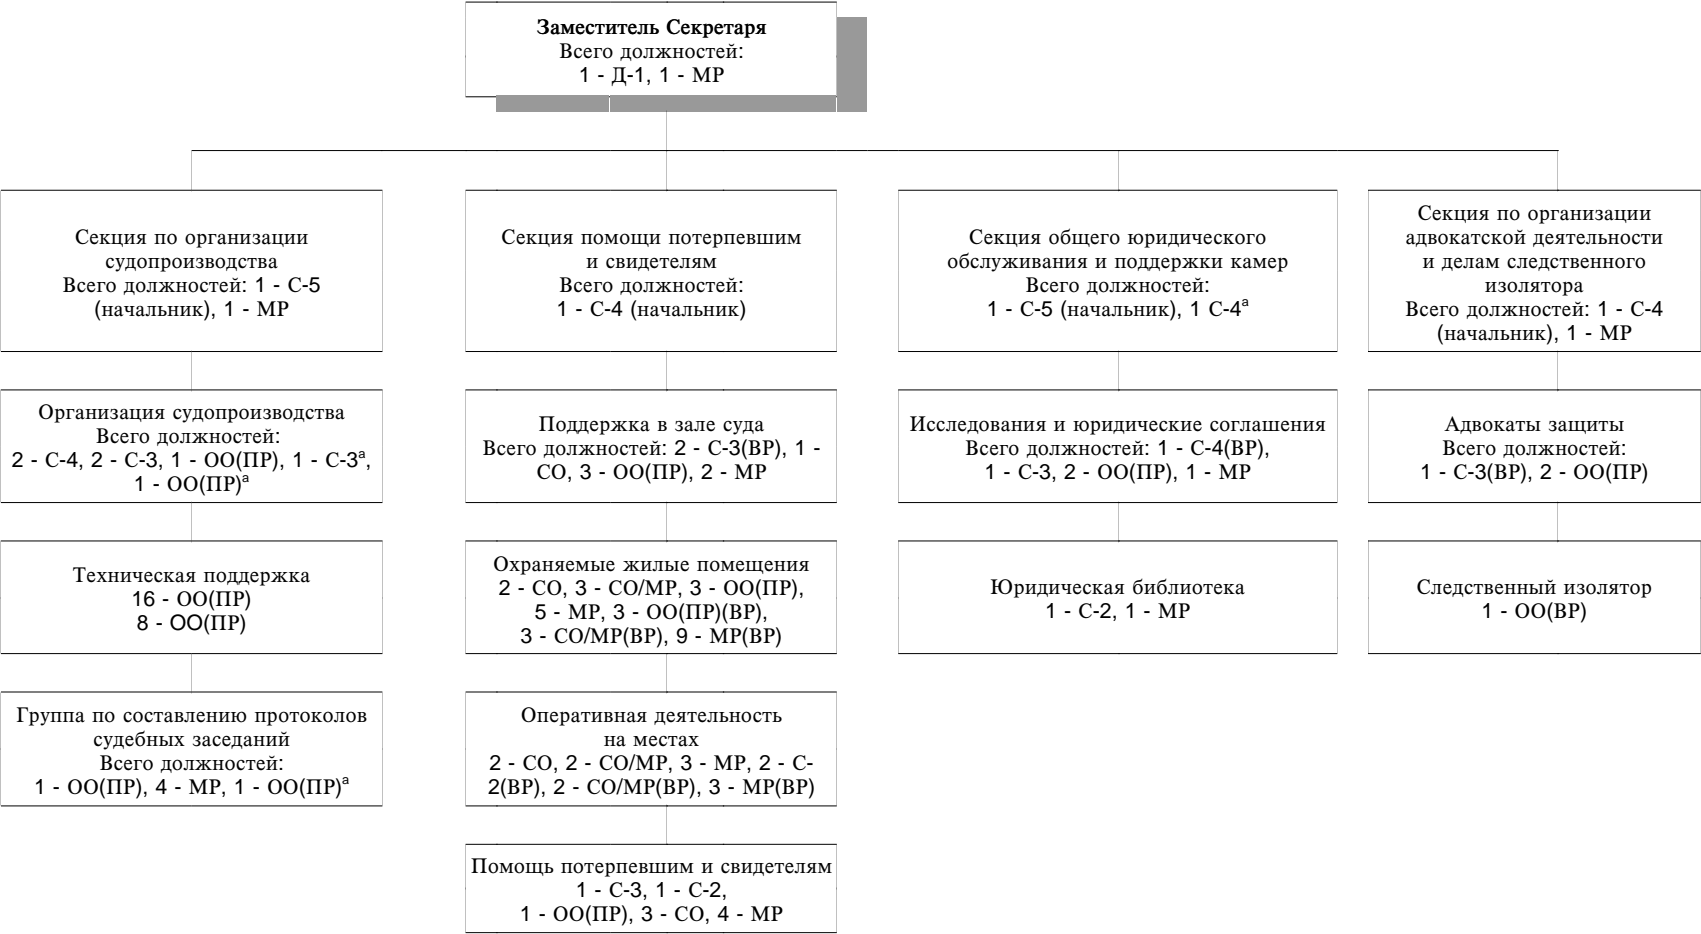 Заместитель Секретаря
Всего должностей:
1 - Д-1, 1 - МР
Секция по организации
судопроизводства
Всего должностей: 1 - С-5
(начальник), 1 - МР
Секция помощи потерпевшим
и свидетелям
Всего должностей:
1 - С-4 (начальник)
Секция общего юридического
обслуживания и поддержки камер
Всего должностей:
1 - С-5 (начальник), 1 С-4ª
Секция по организации
адвокатской деятельности
и делам следственного
изолятора
Всего должностей: 1 - С-4
(начальник), 1 - МР
Организация судопроизводства
Всего должностей:
2 - С-4, 2 - С-3, 1 - ОО(ПР), 1 - С-3ª,
1 - ОО(ПР)ª
Поддержка в зале суда
Всего должностей: 2 - С-3(ВР), 1 -
СО, 3 - ОО(ПР), 2 - МР
Исследования и юридические соглашения
Всего должностей: 1 - С-4(ВР),
1 - С-3, 2 - ОО(ПР), 1 - МР
Адвокаты защиты
Всего должностей:
1 - С-3(ВР), 2 - ОО(ПР)
Техническая поддержка
16 - ОО(ПР)
8 - ОО(ПР)
Охраняемые жилые помещения
2 - СО, 3 - СО/МР, 3 - ОО(ПР),
5 - МР, 3 - ОО(ПР)(ВР),
3 - СО/МР(ВР), 9 - МР(ВР)
Юридическая библиотека
1 - С-2, 1 - МР
Следственный изолятор
1 - ОО(ВР)
Группа по составлению протоколов
судебных заседаний
Всего должностей:
1 - ОО(ПР), 4 - МР, 1 - ОО(ПР)ª
Оперативная деятельность
на местах
2 - СО, 2 - СО/МР, 3 - МР, 2 - С-
2(ВР), 2 - СО/МР(ВР), 3 - МР(ВР)
Помощь потерпевшим и свидетелям
1 - С-3, 1 - С-2,
1 - ОО(ПР), 3 - СО, 4 - МР